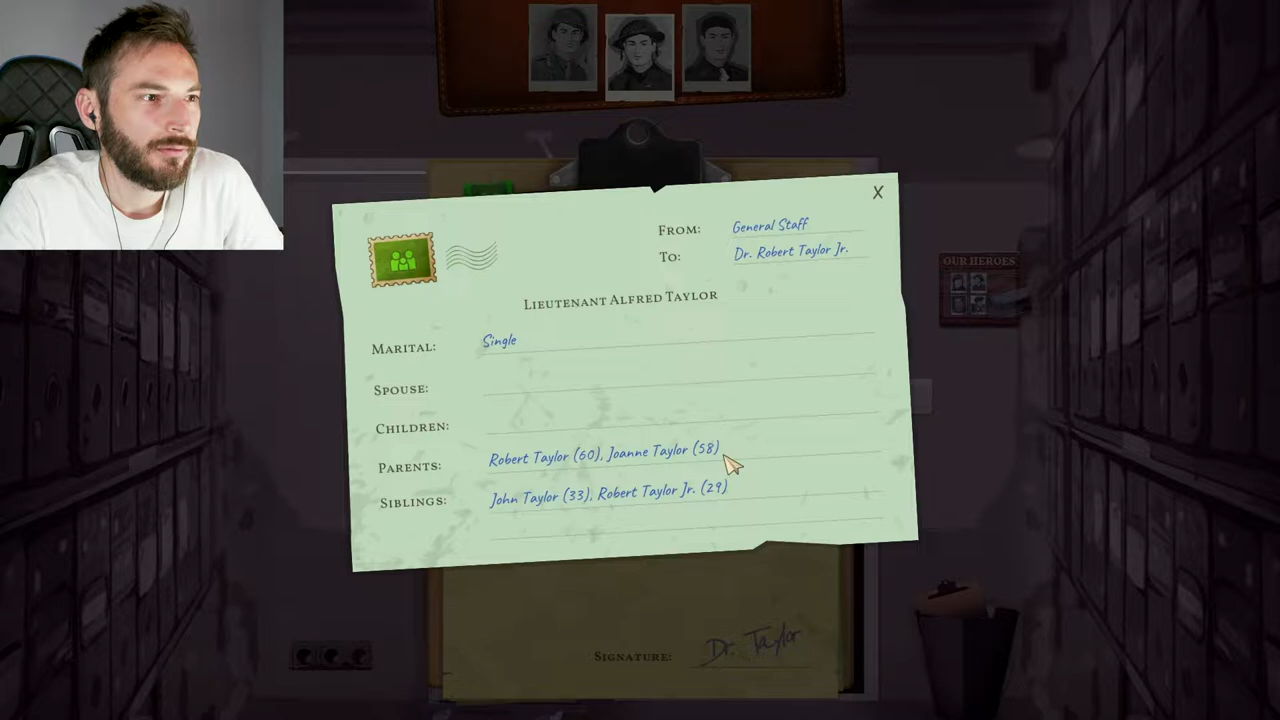 OUR HEROES
FROM: General Staff
TO: Dr. Robert Taylor Jr.
X
LIEUTENANT ALFRED TAYLOR
MARITAL: Single
SPOUSE:
CHILDREN:
PARENTS: Robert Taylor (60), Joanne Taylor (58)
SIBLINGS: John Taylor (33), Robert Taylor Jr. (29)
SIGNATURE: Dr. Taylor